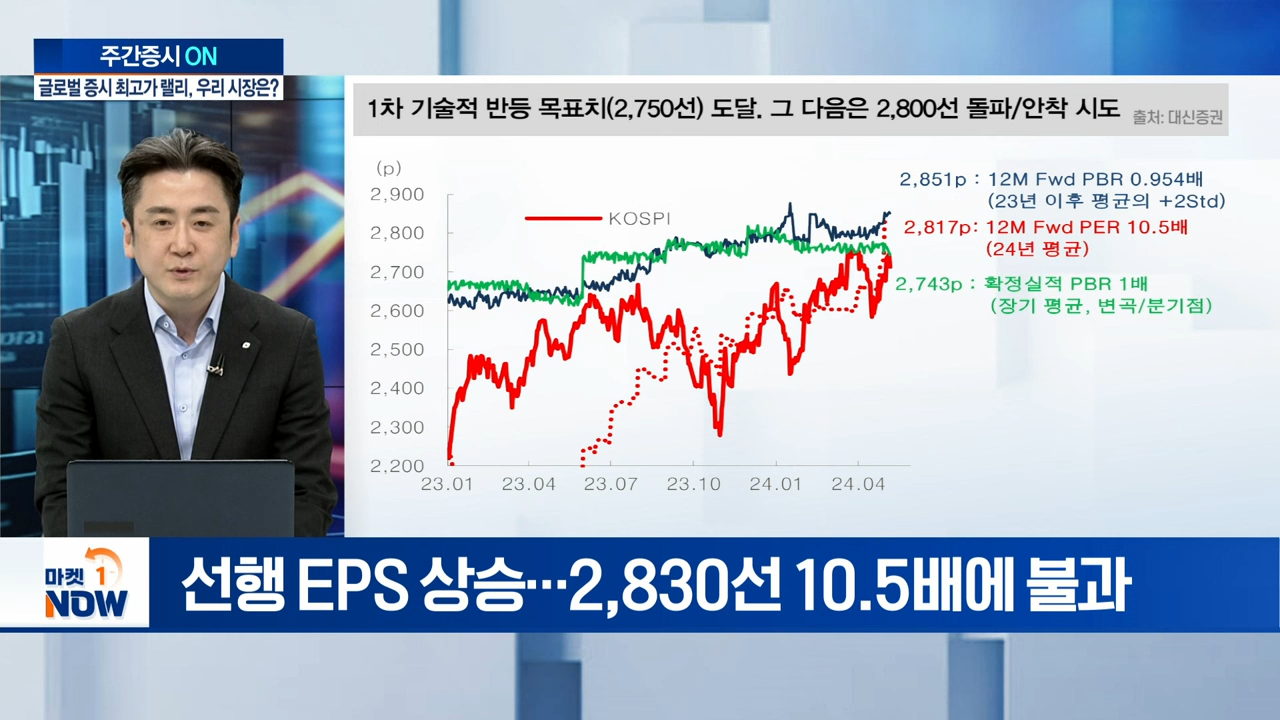 주간증시 ON
글로벌 증시 최고가 랠리, 우리 시장은?
1차 기술적 반등 목표치(2,750선) 도달. 그 다음은 2,800선 돌파/안착 시도
출처: 대신증권
(p)
2,900
2,800
2,700
2,600
2,500
2,400
2,300
2,200
KOSPI
23.01 23.04 23.07 23.10 24.01 24.04
2,851p : 12M Fwd PBR 0.954배
(23년 이후 평균의 +2Std)
2,817p: 12M Fwd PER 10.5배
(24년 평균)
2,743p : 확정실적 PBR 1배
(장기 평균, 변곡/분기점)
마켓 1
NOW
선행 EPS 상승…2,830선 10.5배에 불과